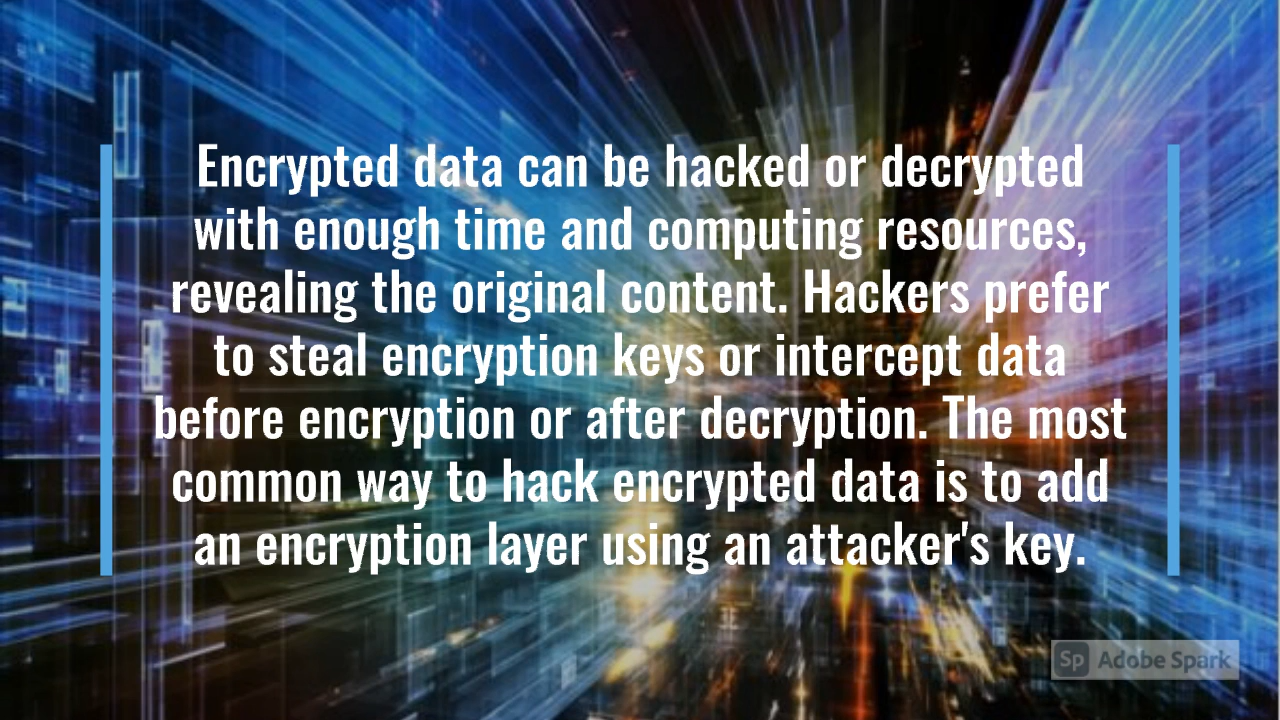 Encrypted data can be hacked or decrypted
with enough time and computing resources,
revealing the original content. Hackers prefer
to steal encryption keys or intercept data
before encryption or after decryption. The most
common way to hack encrypted data is to add
an encryption layer using an attacker's key.
Sp Adobe Spark